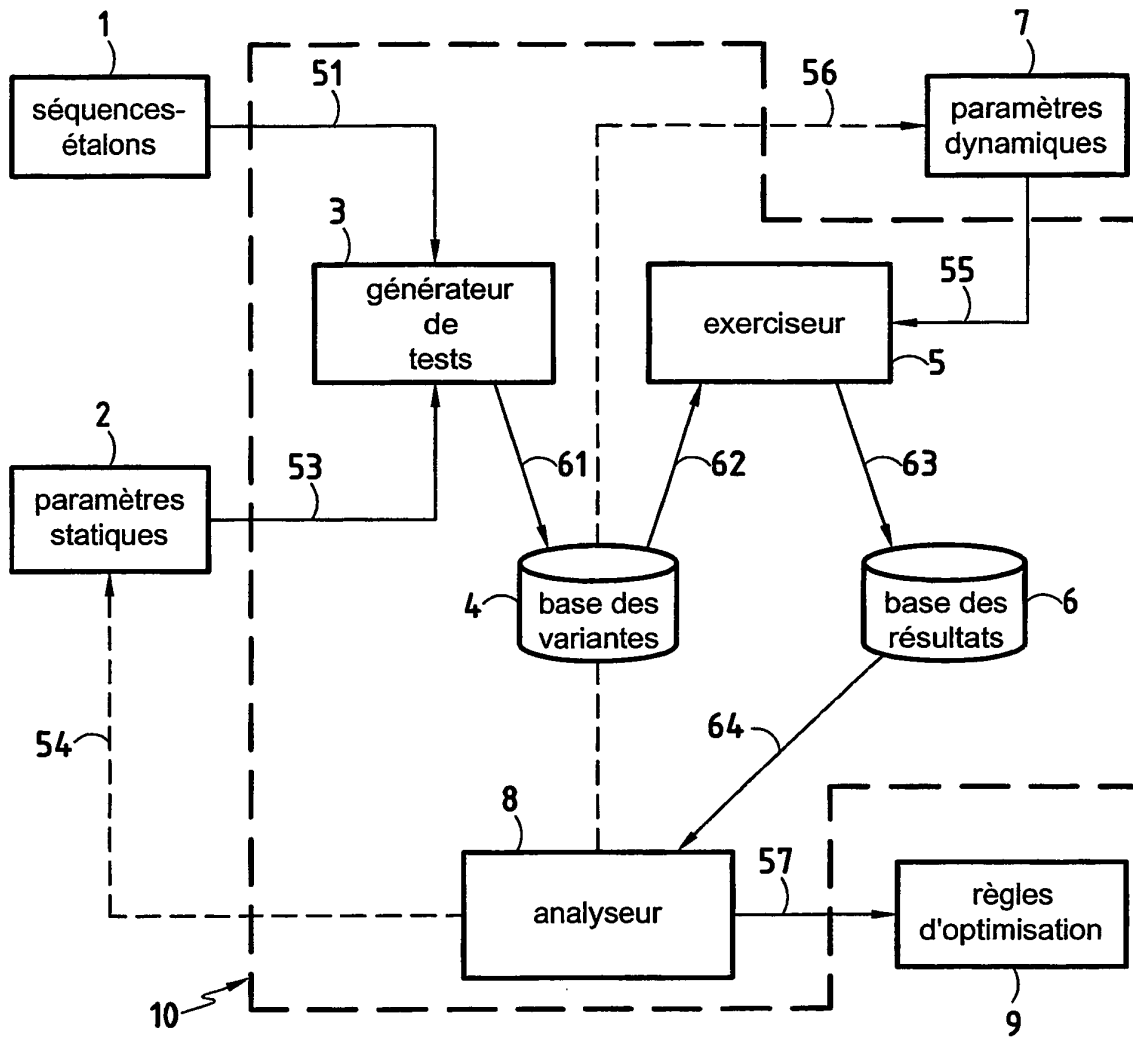 1
séquences-
étalons
51
56
7
paramètres
dynamiques
3
générateur
de
tests
exerciseur
55
5
2
paramètres
statiques
53
61
62
63
4
base des
variantes
base des
résultats
6
54
64
8
analyseur
57
règles
d'optimisation
9
10